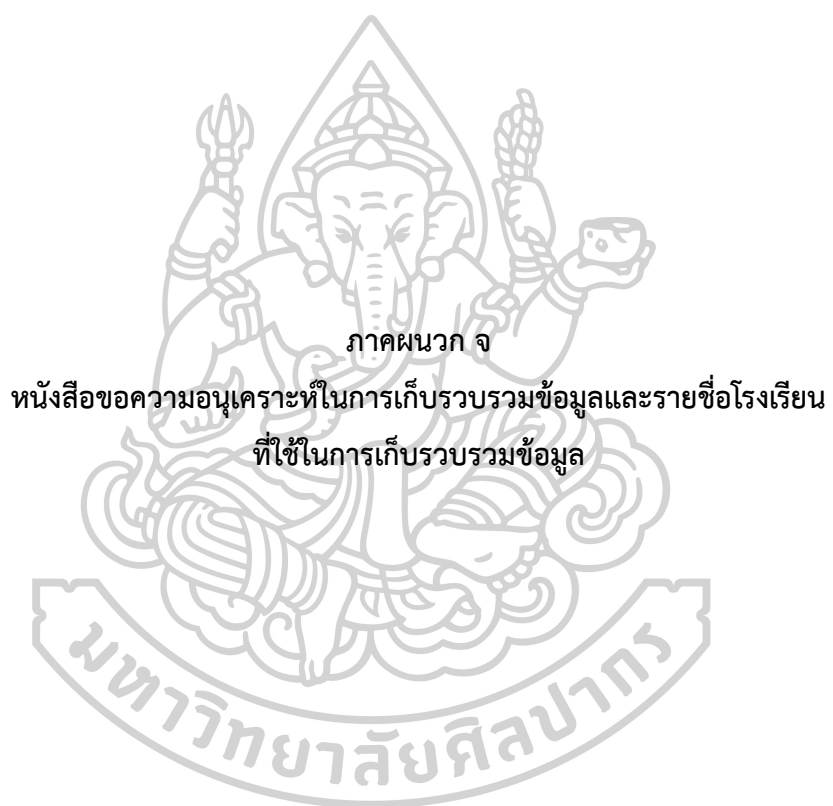 ภาคผนวก จ
หนังสือขอความอนุเคราะห์ในการเก็บรวบรวมข้อมูลและรายชื่อโรงเรียน
ที่ใช้ในการเก็บรวบรวมข้อมูล
มหาวิทยาลัยศิลปากร